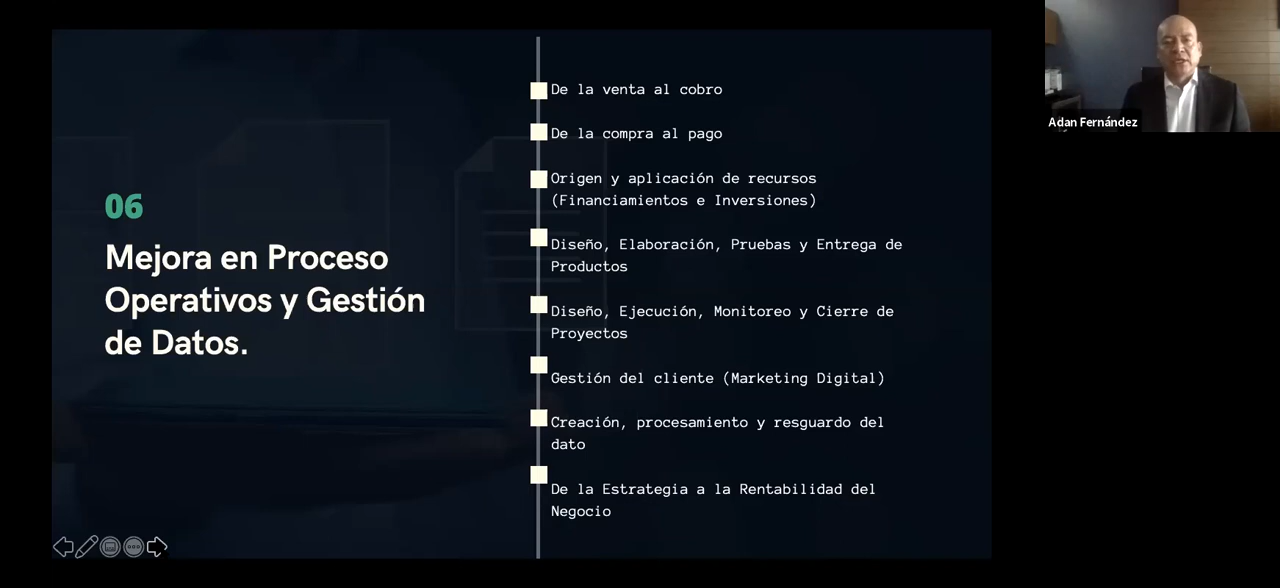 06
Mejora en Proceso
Operativos y Gestión
de Datos.
De la venta al cobro
De la compra al pago
Origen y aplicación de recursos
(Financiamientos e Inversiones)
Diseño, Elaboración, Pruebas y Entrega de
Productos
Diseño, Ejecución, Monitoreo y Cierre de
Proyectos
Gestión del cliente (Marketing Digital)
Creación, procesamiento y resguardo del
dato
De la Estrategia a la Rentabilidad del
Negocio
Adan Fernández